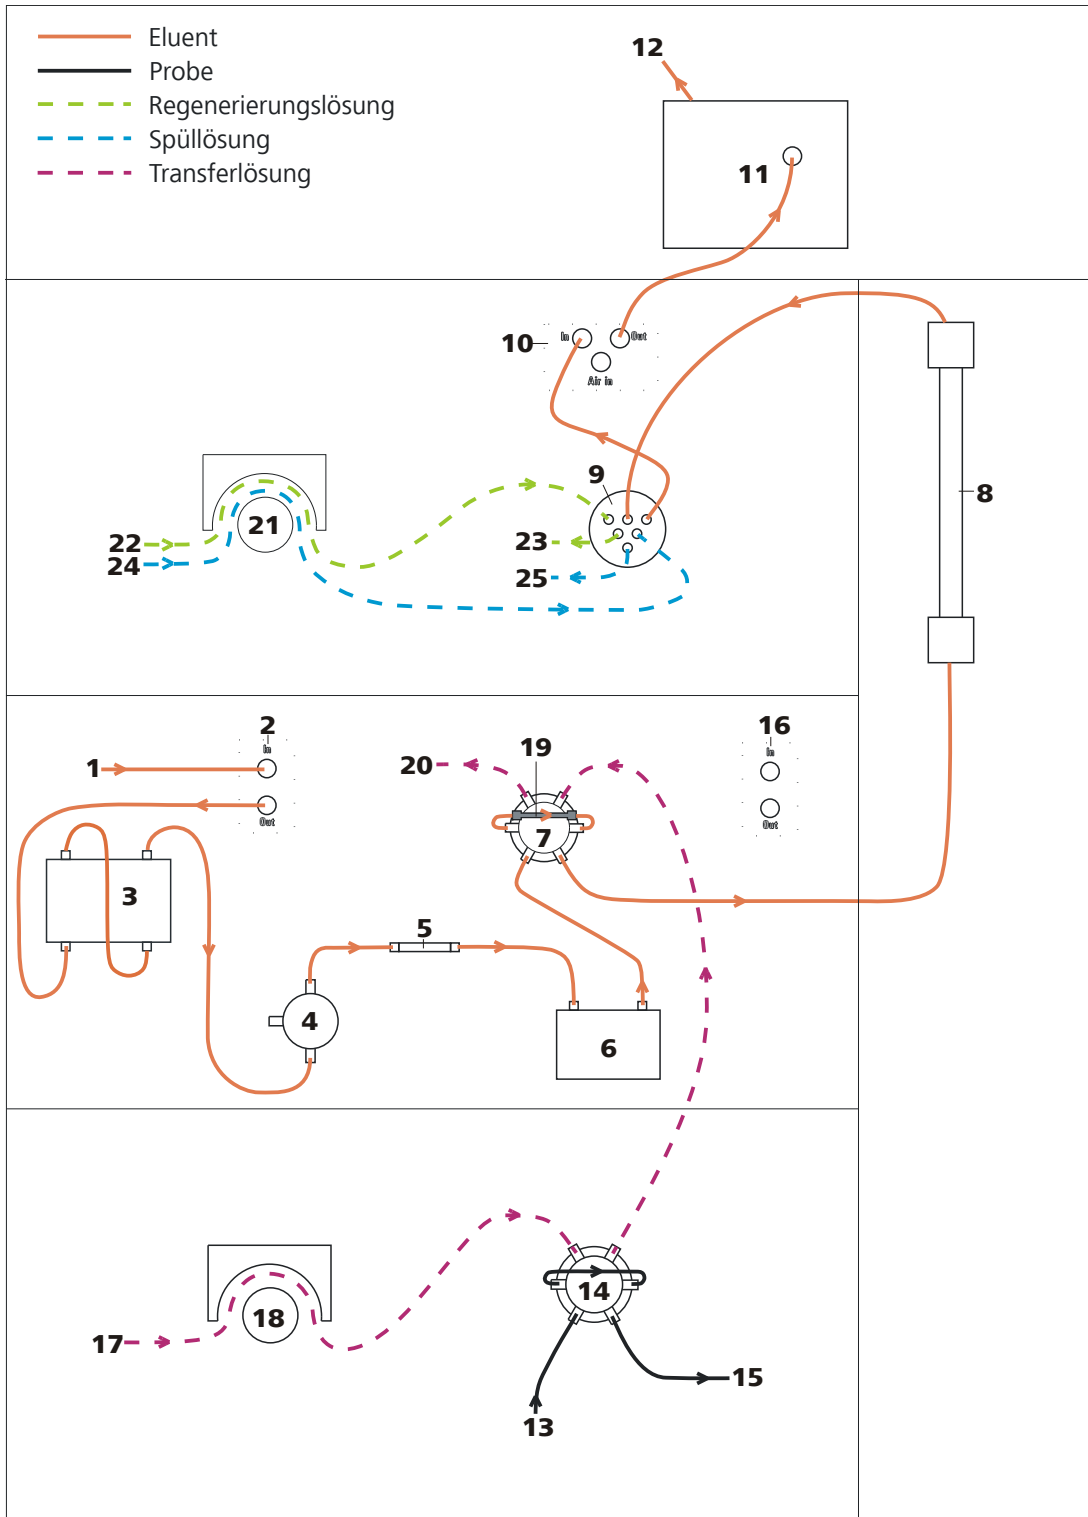 Eluent
Probe
Regenerierungslösung
Spüllösung
Transferlösung
12
11
10
In
Out
Air in
9
8
21
22
23
24
25
2
In
1
Out
16
In
Out
19
20
7
3
5
4
6
14
18
17
15
13